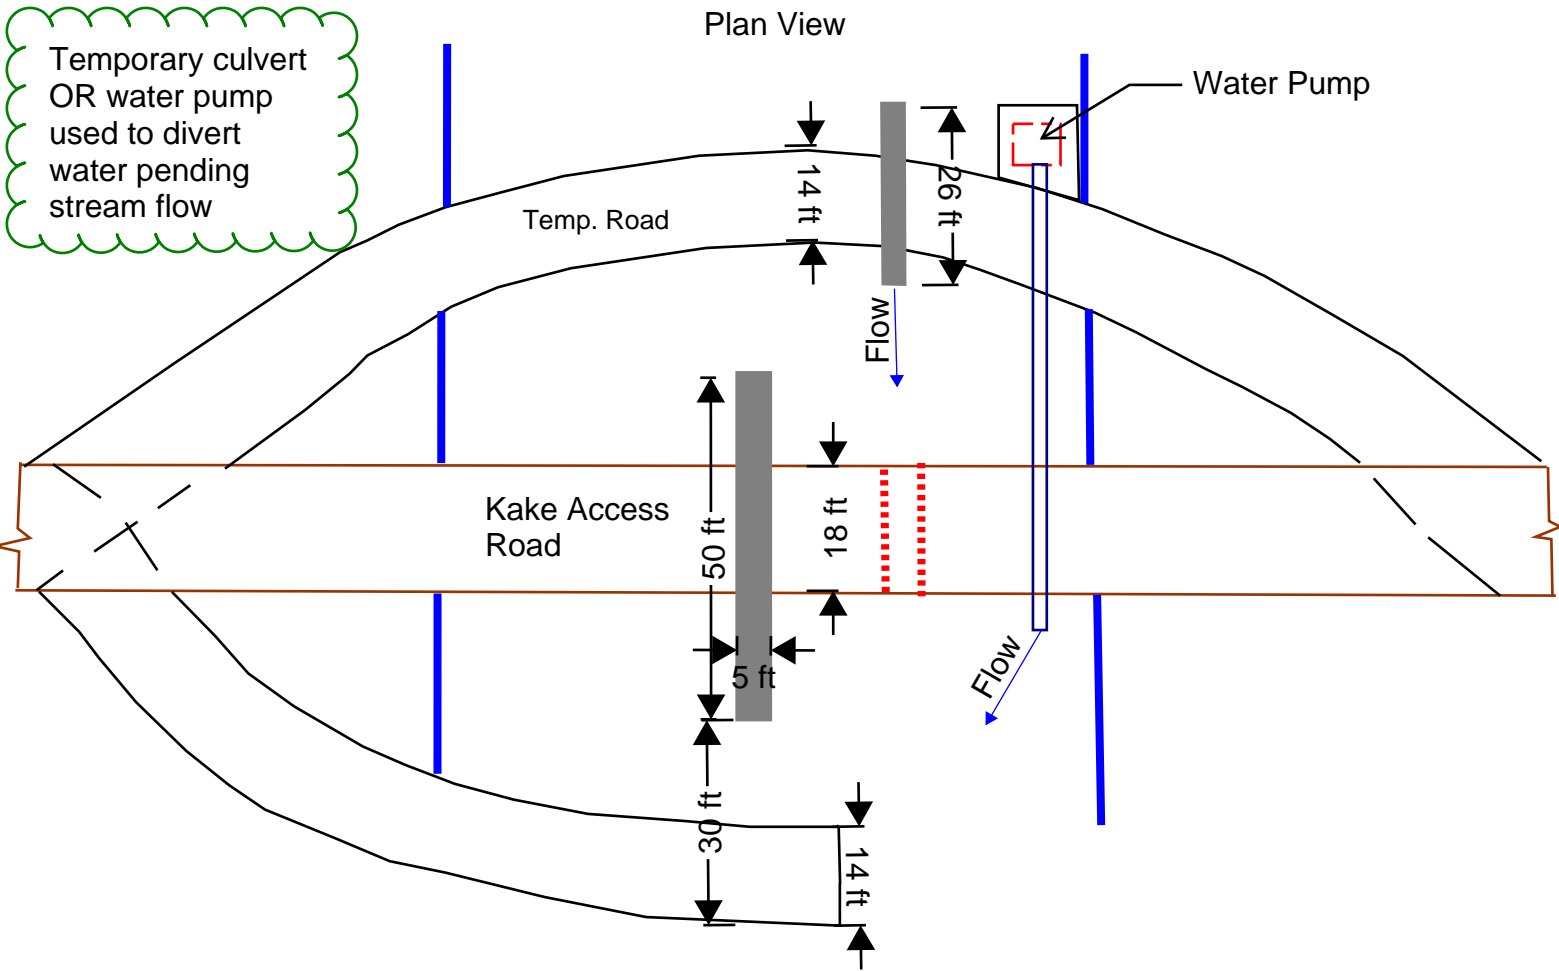 Plan View
Temporary culvert
OR water pump
used to divert
water pending
stream flow
Water Pump
14 ft
26 ft
Temp. Road
Flow
Kake Access
Road
50 ft
18 ft
5 ft
Flow
30 ft
14 ft